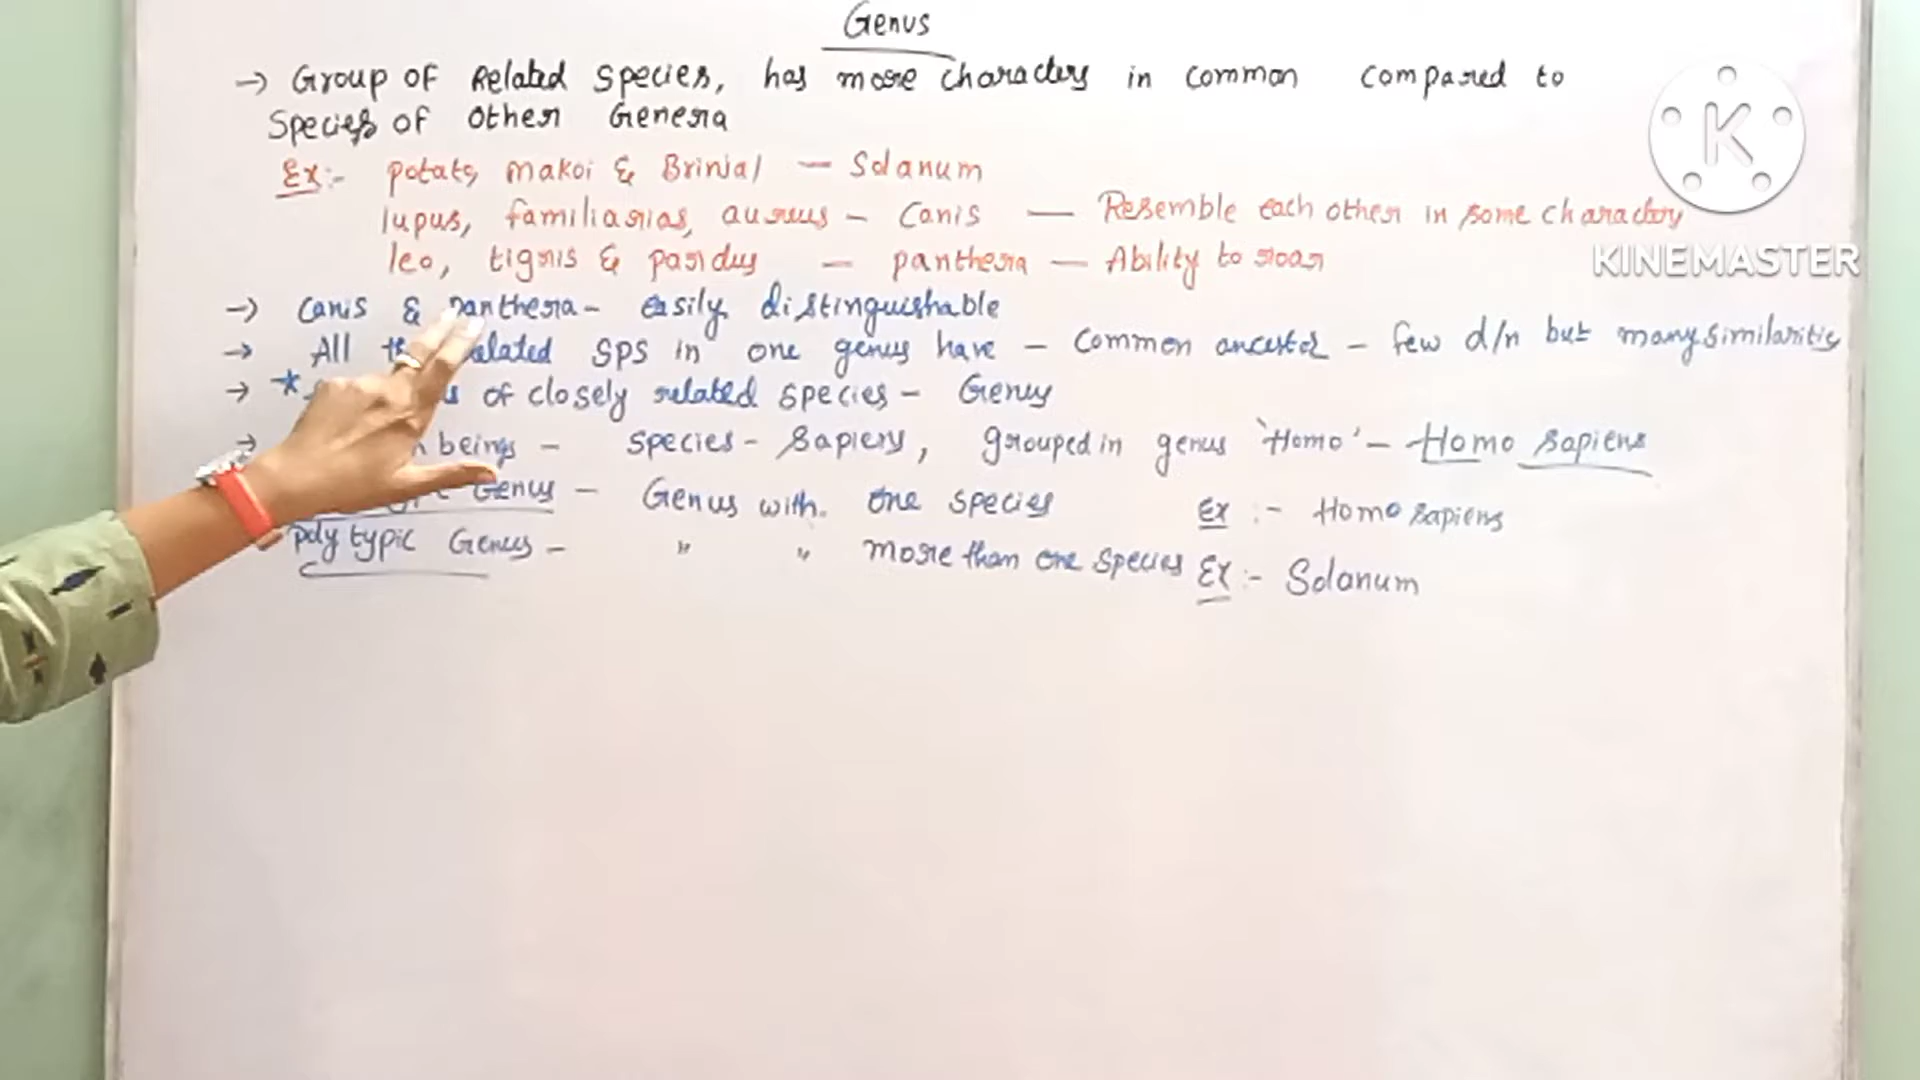 Genus
→ Group of Related Species, has more characters in common compared to
Species of Other Genera
Ex:- potato, makoi & Brinjal — Solanum
lupus, familiarias, aureus — Canis — Resemble each other in some characters
leo, tigris & pardus — panthera — Ability to roar
→ Canis & panthera - easily distinguishable
→ All related SPS in one genus have - Common ancestor - few d/n but many similarities
→ * of closely related species - Genus
→ beings - species - sapiens, grouped in genus 'Homo' - Homo sapiens
Genus - Genus with one species Ex :- Homo sapiens
poly typic Genus - " " more than one species Ex :- Solanum
K
KINEMASTER